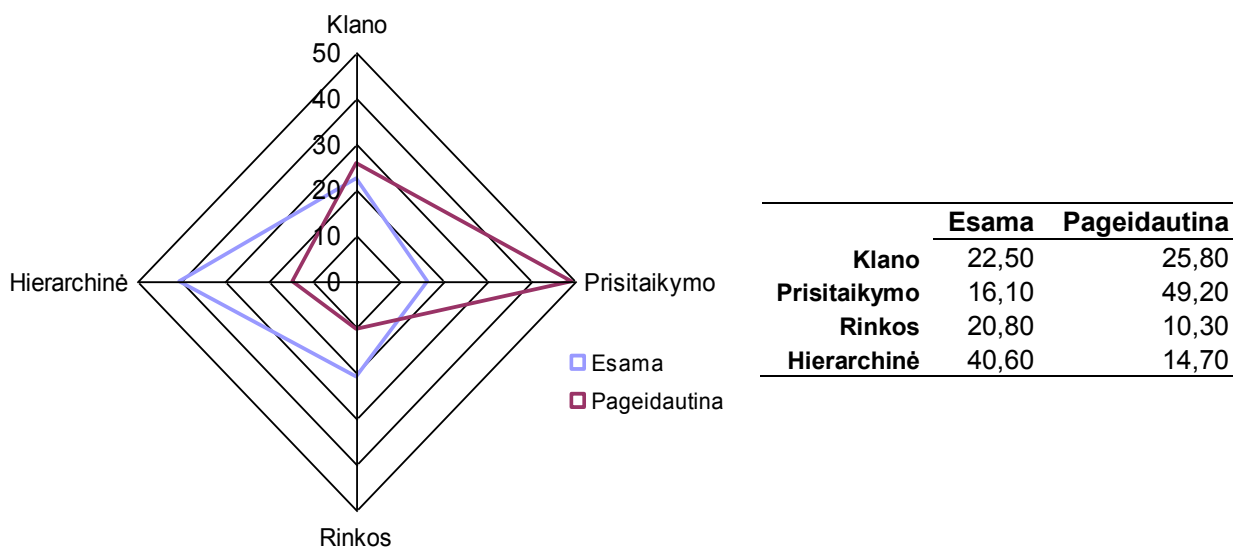 Klano
50
40
30
20
10
0
Hierarchinė
Prisitaikymo
Rinkos
Esama
Pageidautina
Esama Pageidautina
Klano 22,50 25,80
Prisitaikymo 16,10 49,20
Rinkos 20,80 10,30
Hierarchinė 40,60 14,70